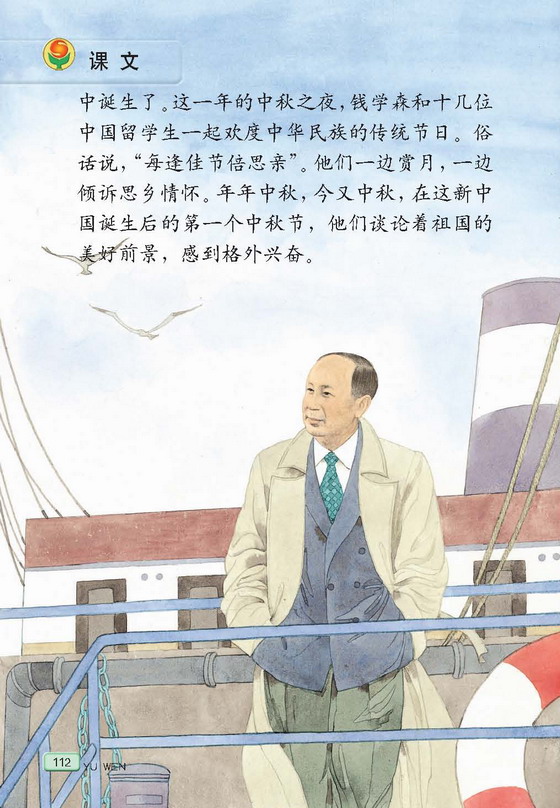 课文
中诞生了。这一年的中秋之夜，钱学森和十几位
中国留学生一起欢度中华民族的传统节日。俗
话说，“每逢佳节倍思亲”。他们一边赏月，一边
倾诉思乡情怀。年年中秋，今又中秋，在这新中
国诞生后的第一个中秋节，他们谈论着祖国的
美好前景，感到格外兴奋。
112 YU WEN